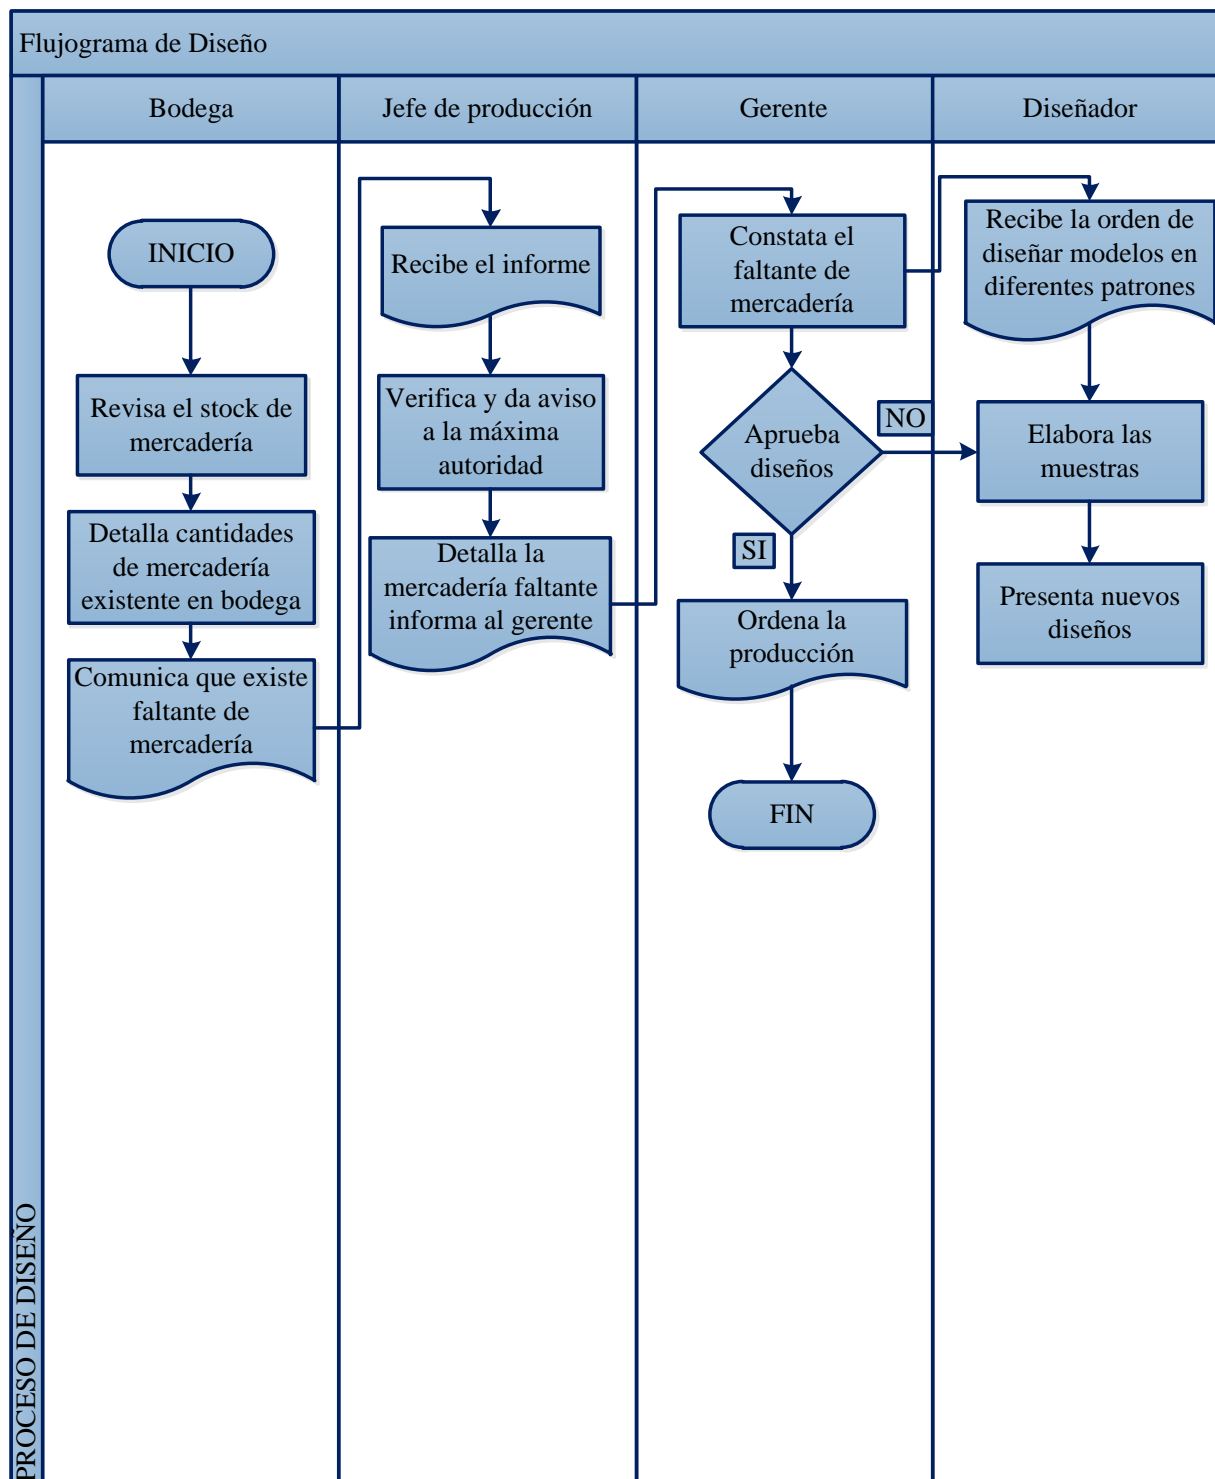 Flujograma de Diseño
Bodega
Jefe de producción
Gerente
Diseñador
PROCESO DE DISEÑO
INICIO
Revisa el stock de
mercadería
Detalla cantidades
de mercadería
existente en bodega
Comunica que existe
faltante de
mercadería
Recibe el informe
Verifica y da aviso
a la máxima
autoridad
Detalla la
mercadería faltante
informa al gerente
Constata el
faltante de
mercadería
Aprueba
diseños
NO
SI
Ordena la
producción
FIN
Recibe la orden de
diseñar modelos en
diferentes patrones
Elabora las
muestras
Presenta nuevos
diseños